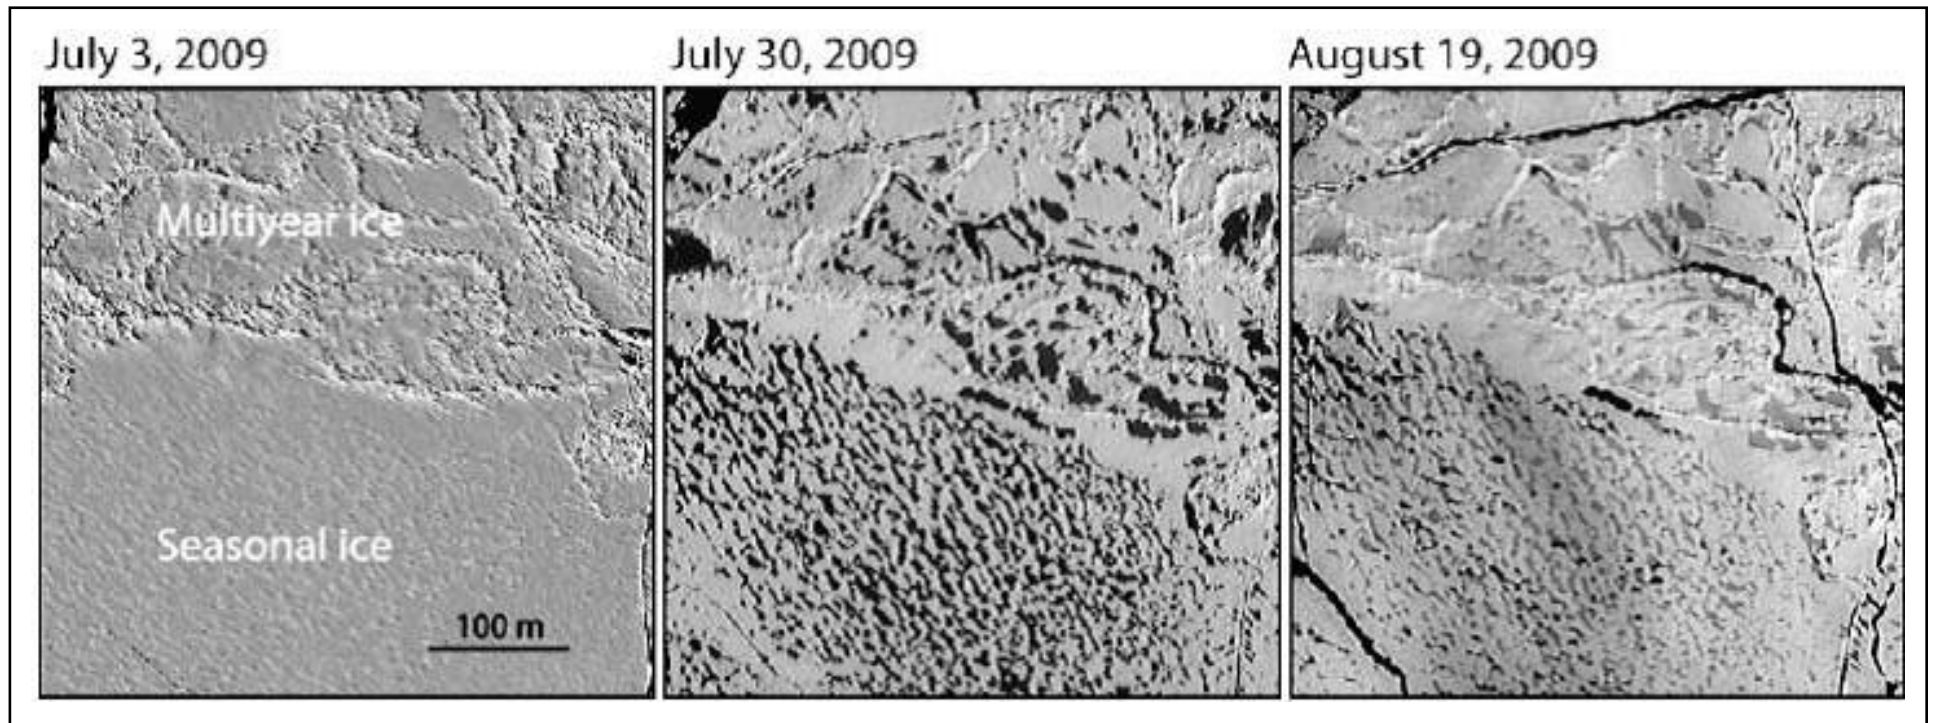 July 3, 2009
July 30, 2009
August 19, 2009
Multiyear ice
Seasonal ice
100 m